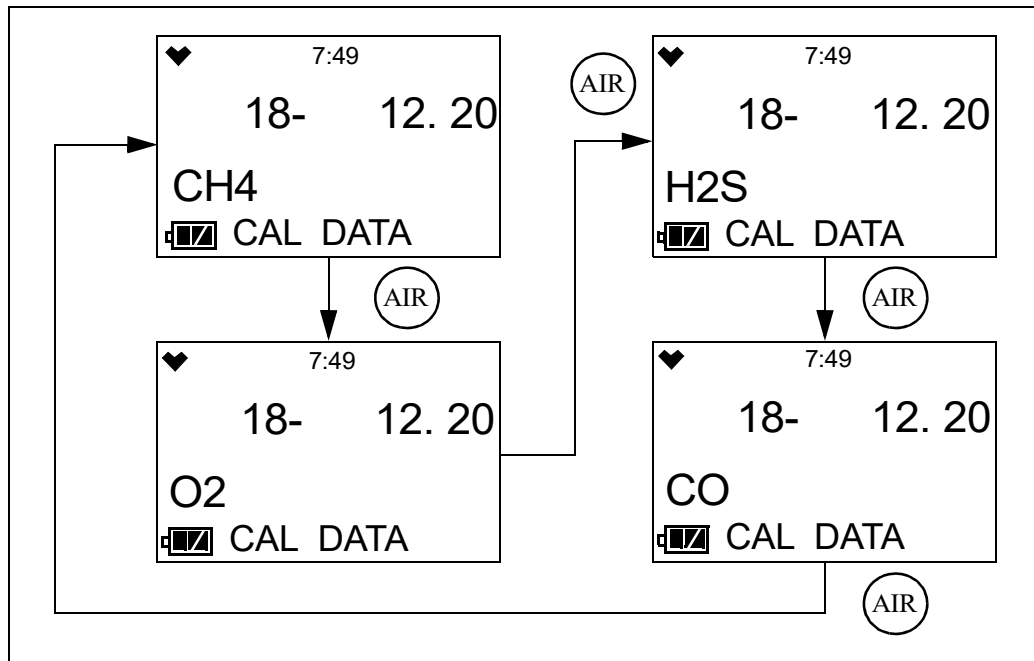 7:49
18- 12. 20
CH4
CAL DATA
AIR
7:49
18- 12. 20
O2
CAL DATA
AIR
7:49
18- 12. 20
H2S
CAL DATA
AIR
7:49
18- 12. 20
CO
CAL DATA
AIR